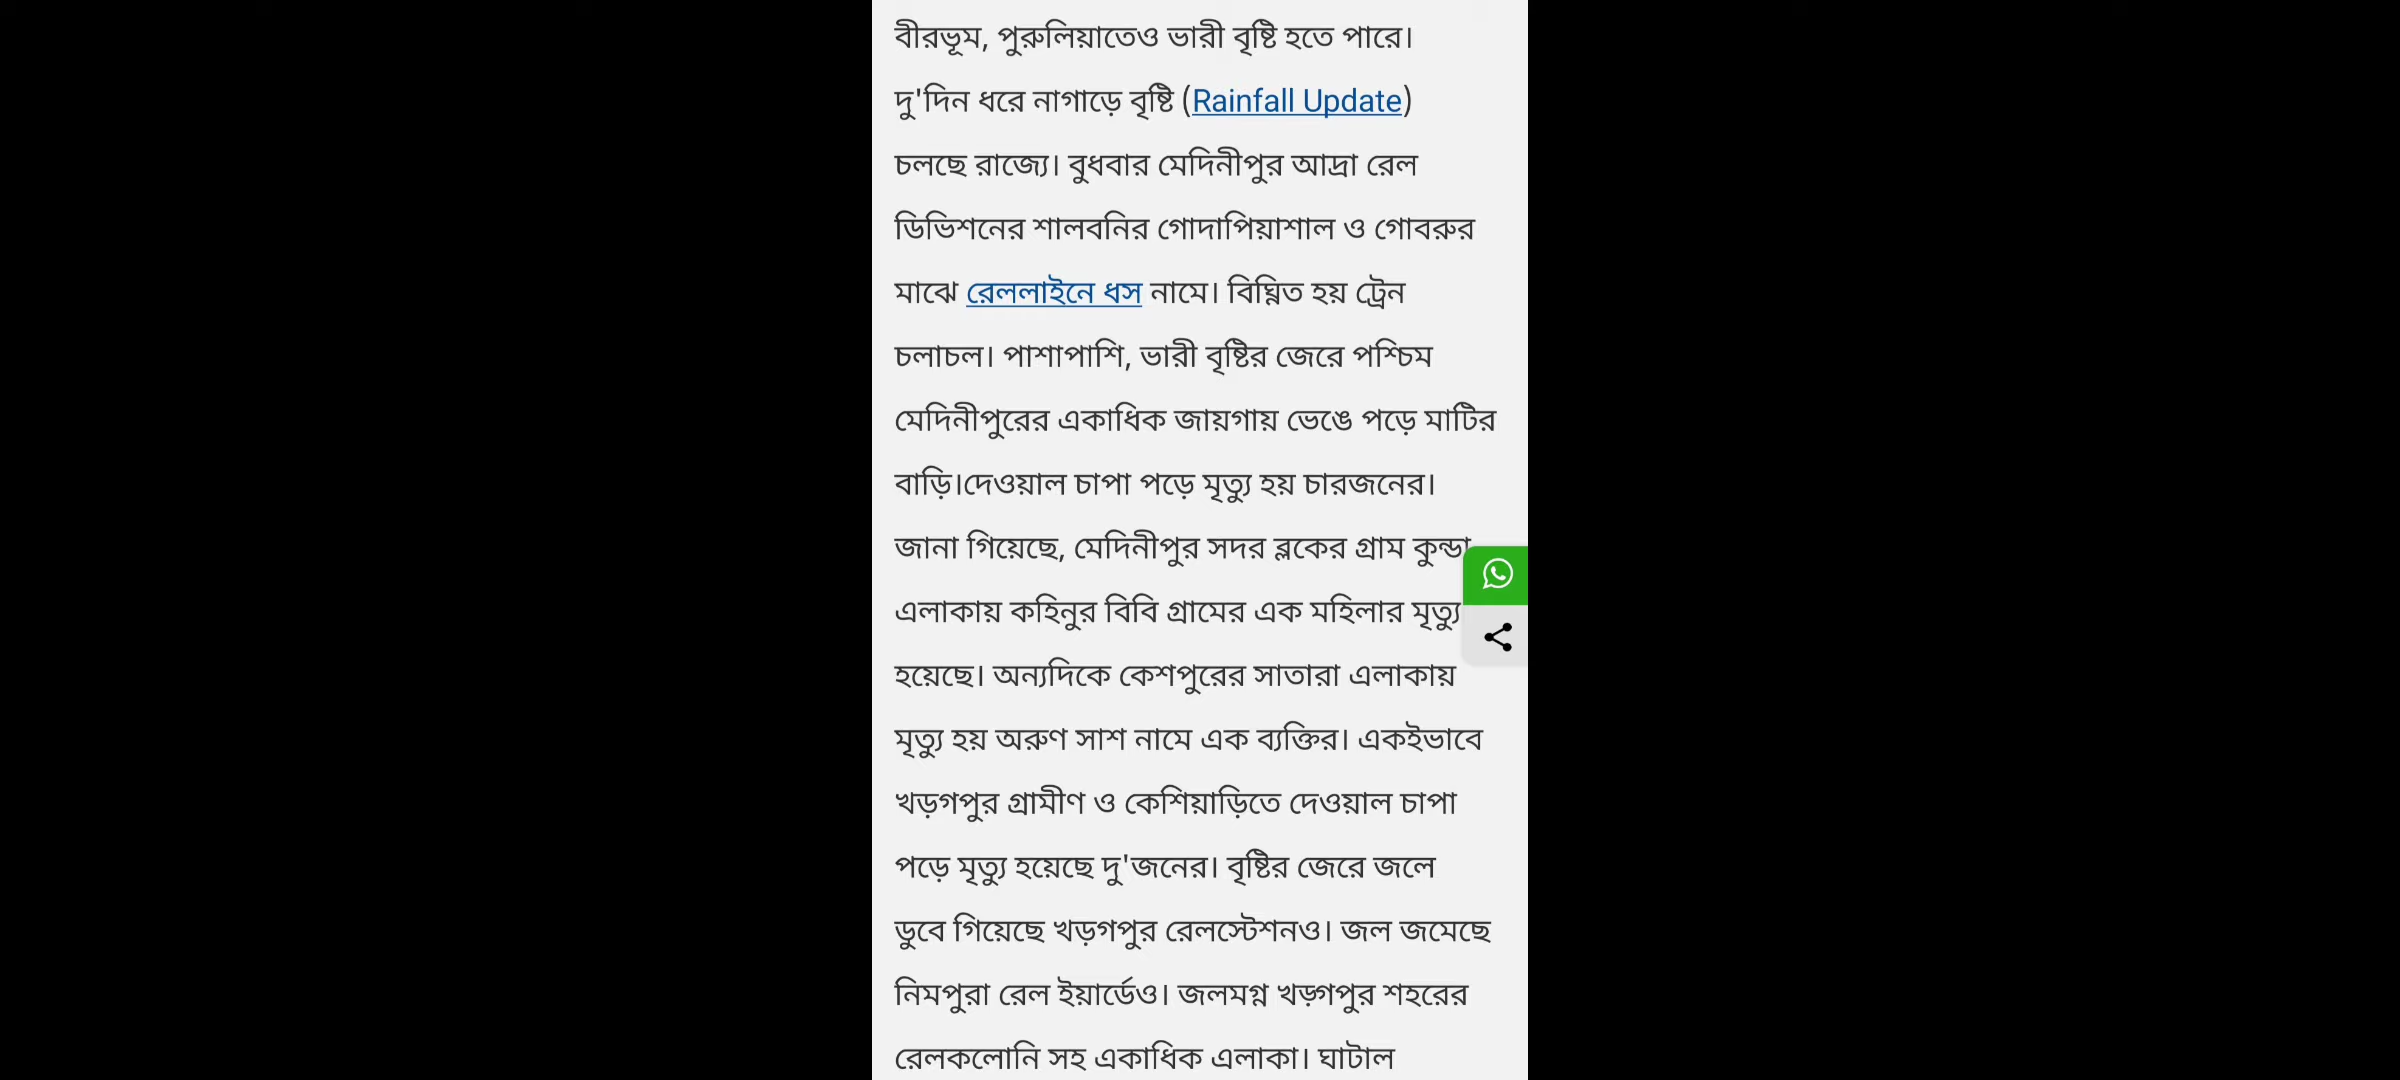 বীরভূম, পুরুলিয়াতেও ভারী বৃষ্টি হতে পারে।
দু'দিন ধরে নাগাড়ে বৃষ্টি (Rainfall Update)
চলছে রাজ্যে। বুধবার মেদিনীপুর আদ্রা রেল
ডিভিশনের শালবনির গোদাপিয়াশাল ও গোবরুর
মাঝে রেললাইনে ধস নামে। বিঘ্নিত হয় ট্রেন
চলাচল। পাশাপাশি, ভারী বৃষ্টির জেরে পশ্চিম
মেদিনীপুরের একাধিক জায়গায় ভেঙে পড়ে মাটির
বাড়ি।দেওয়াল চাপা পড়ে মৃত্যু হয় চারজনের।
জানা গিয়েছে, মেদিনীপুর সদর ব্লকের গ্রাম কুন্ডা
এলাকায় কহিনুর বিবি গ্রামের এক মহিলার মৃত্যু
হয়েছে। অন্যদিকে কেশপুরের সাতারা এলাকায়
মৃত্যু হয় অরুণ সাশ নামে এক ব্যক্তির। একইভাবে
খড়গপুর গ্রামীণ ও কেশিয়াড়িতে দেওয়াল চাপা
পড়ে মৃত্যু হয়েছে দু'জনের। বৃষ্টির জেরে জলে
ডুবে গিয়েছে খড়গপুর রেলস্টেশনও। জল জমেছে
নিমপুরা রেল ইয়ার্ডেও। জলমগ্ন খড়্গপুর শহরের
রেলকলোনি সহ একাধিক এলাকা। ঘাটাল